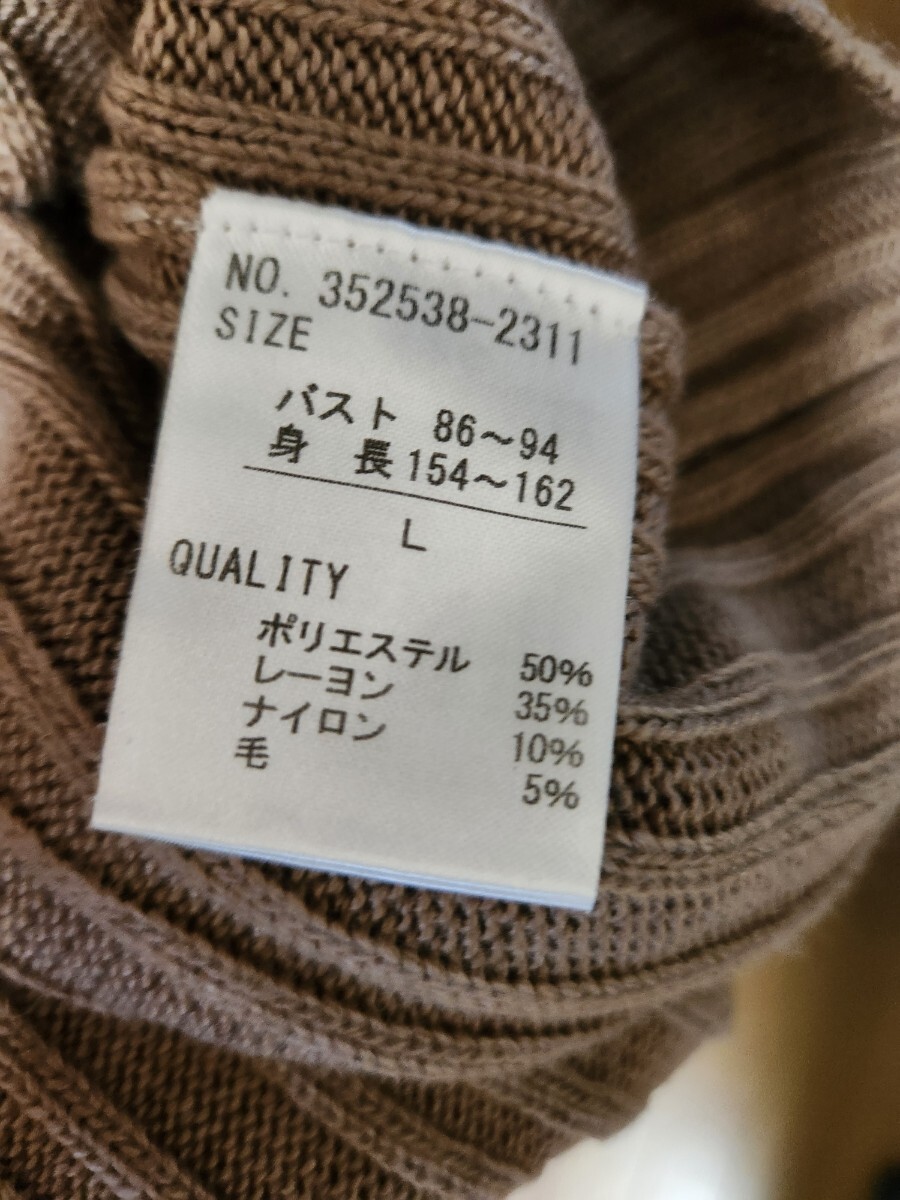 NO. 352538-2311
SIZE
バスト 86～94
身 長 154～162
L
QUALITY
ポリエステル 50%
レーヨン 35%
ナイロン 10%
毛 5%